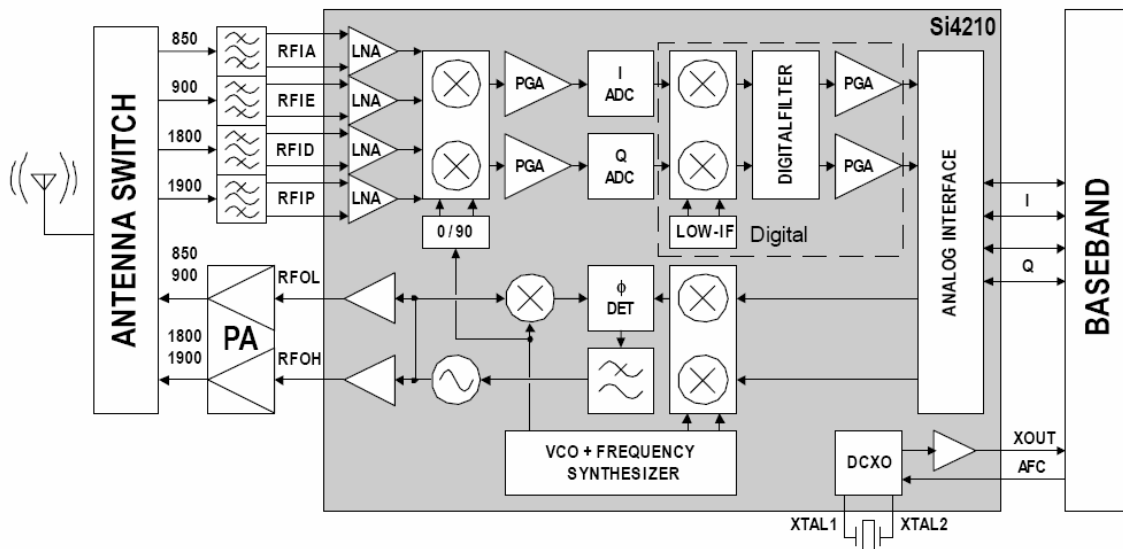 Si4210
ANTENNA SWITCH
850
RFIA
LNA
900
RFIE
LNA
1800
RFID
LNA
1900
RFIP
LNA
0 / 90
PGA
PGA
I
ADC
Q
ADC
LOW-IF
Digital
DIGITALFILTER
PGA
PGA
ANALOG INTERFACE
I
Q
BASEBAND
850
900
RFOL
PA
1800
1900
RFOH
ϕ
DET
VCO + FREQUENCY
SYNTHESIZER
DCXO
XOUT
AFC
XTAL1
XTAL2